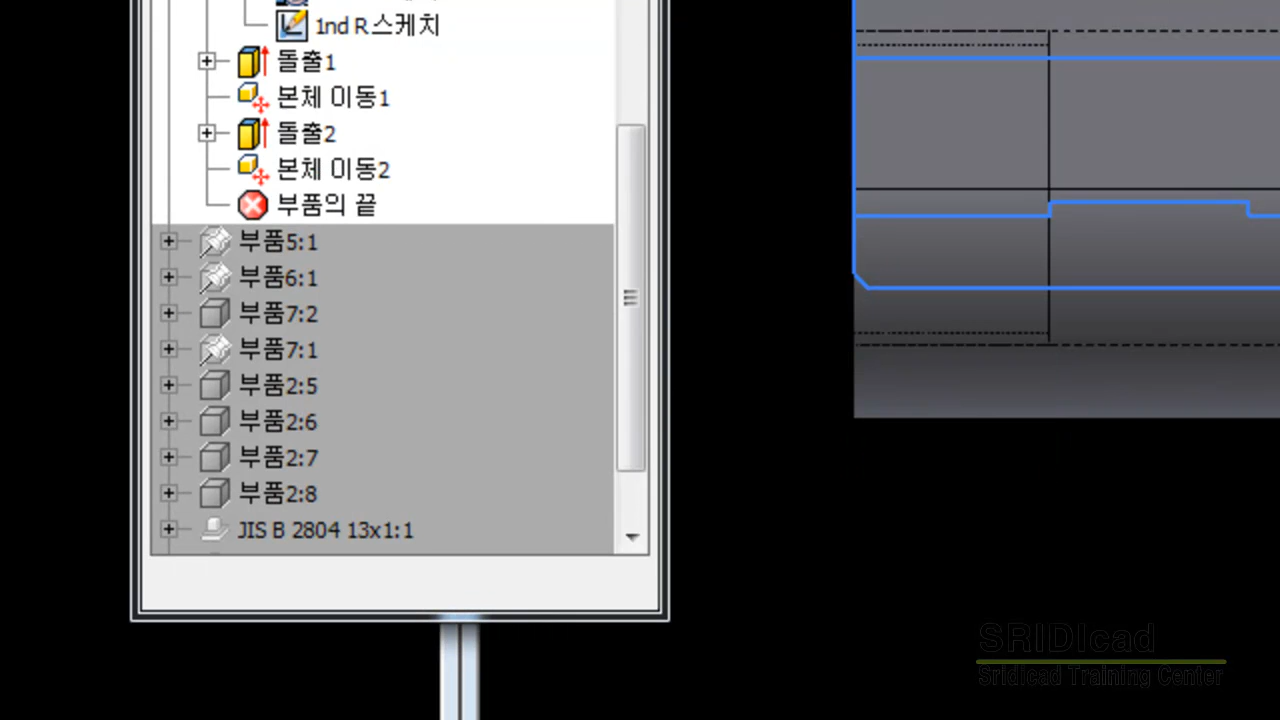 1nd R스케치
돌출1
본체 이동1
돌출2
본체 이동2
부품의 끝
부품5:1
부품6:1
부품7:2
부품7:1
부품2:5
부품2:6
부품2:7
부품2:8
JIS B 2804 13x1:1
SRIDIcad
Sridicad Training Center